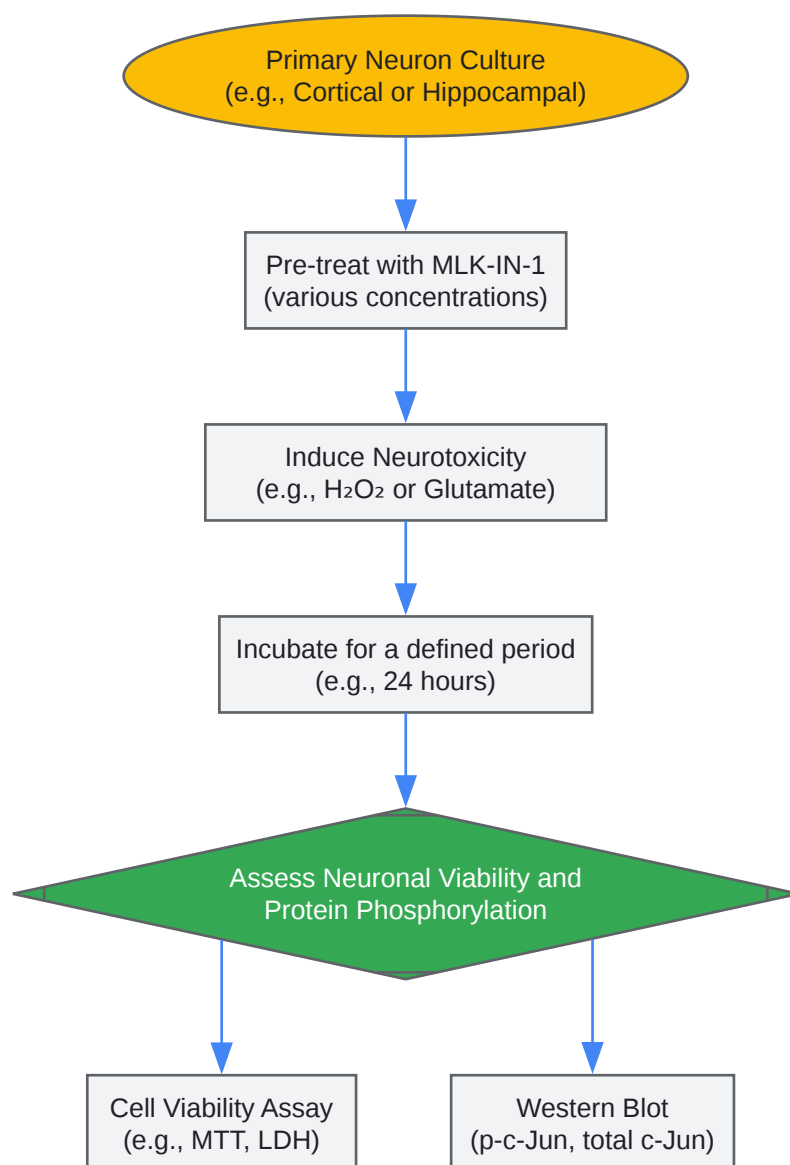 Primary Neuron Culture
(e.g., Cortical or Hippocampal)
Pre-treat with MLK-IN-1
(various concentrations)
Induce Neurotoxicity
(e.g., H₂O₂ or Glutamate)
Incubate for a defined period
(e.g., 24 hours)
Assess Neuronal Viability and
Protein Phosphorylation
Cell Viability Assay
(e.g., MTT, LDH)
Western Blot
(p-c-Jun, total c-Jun)